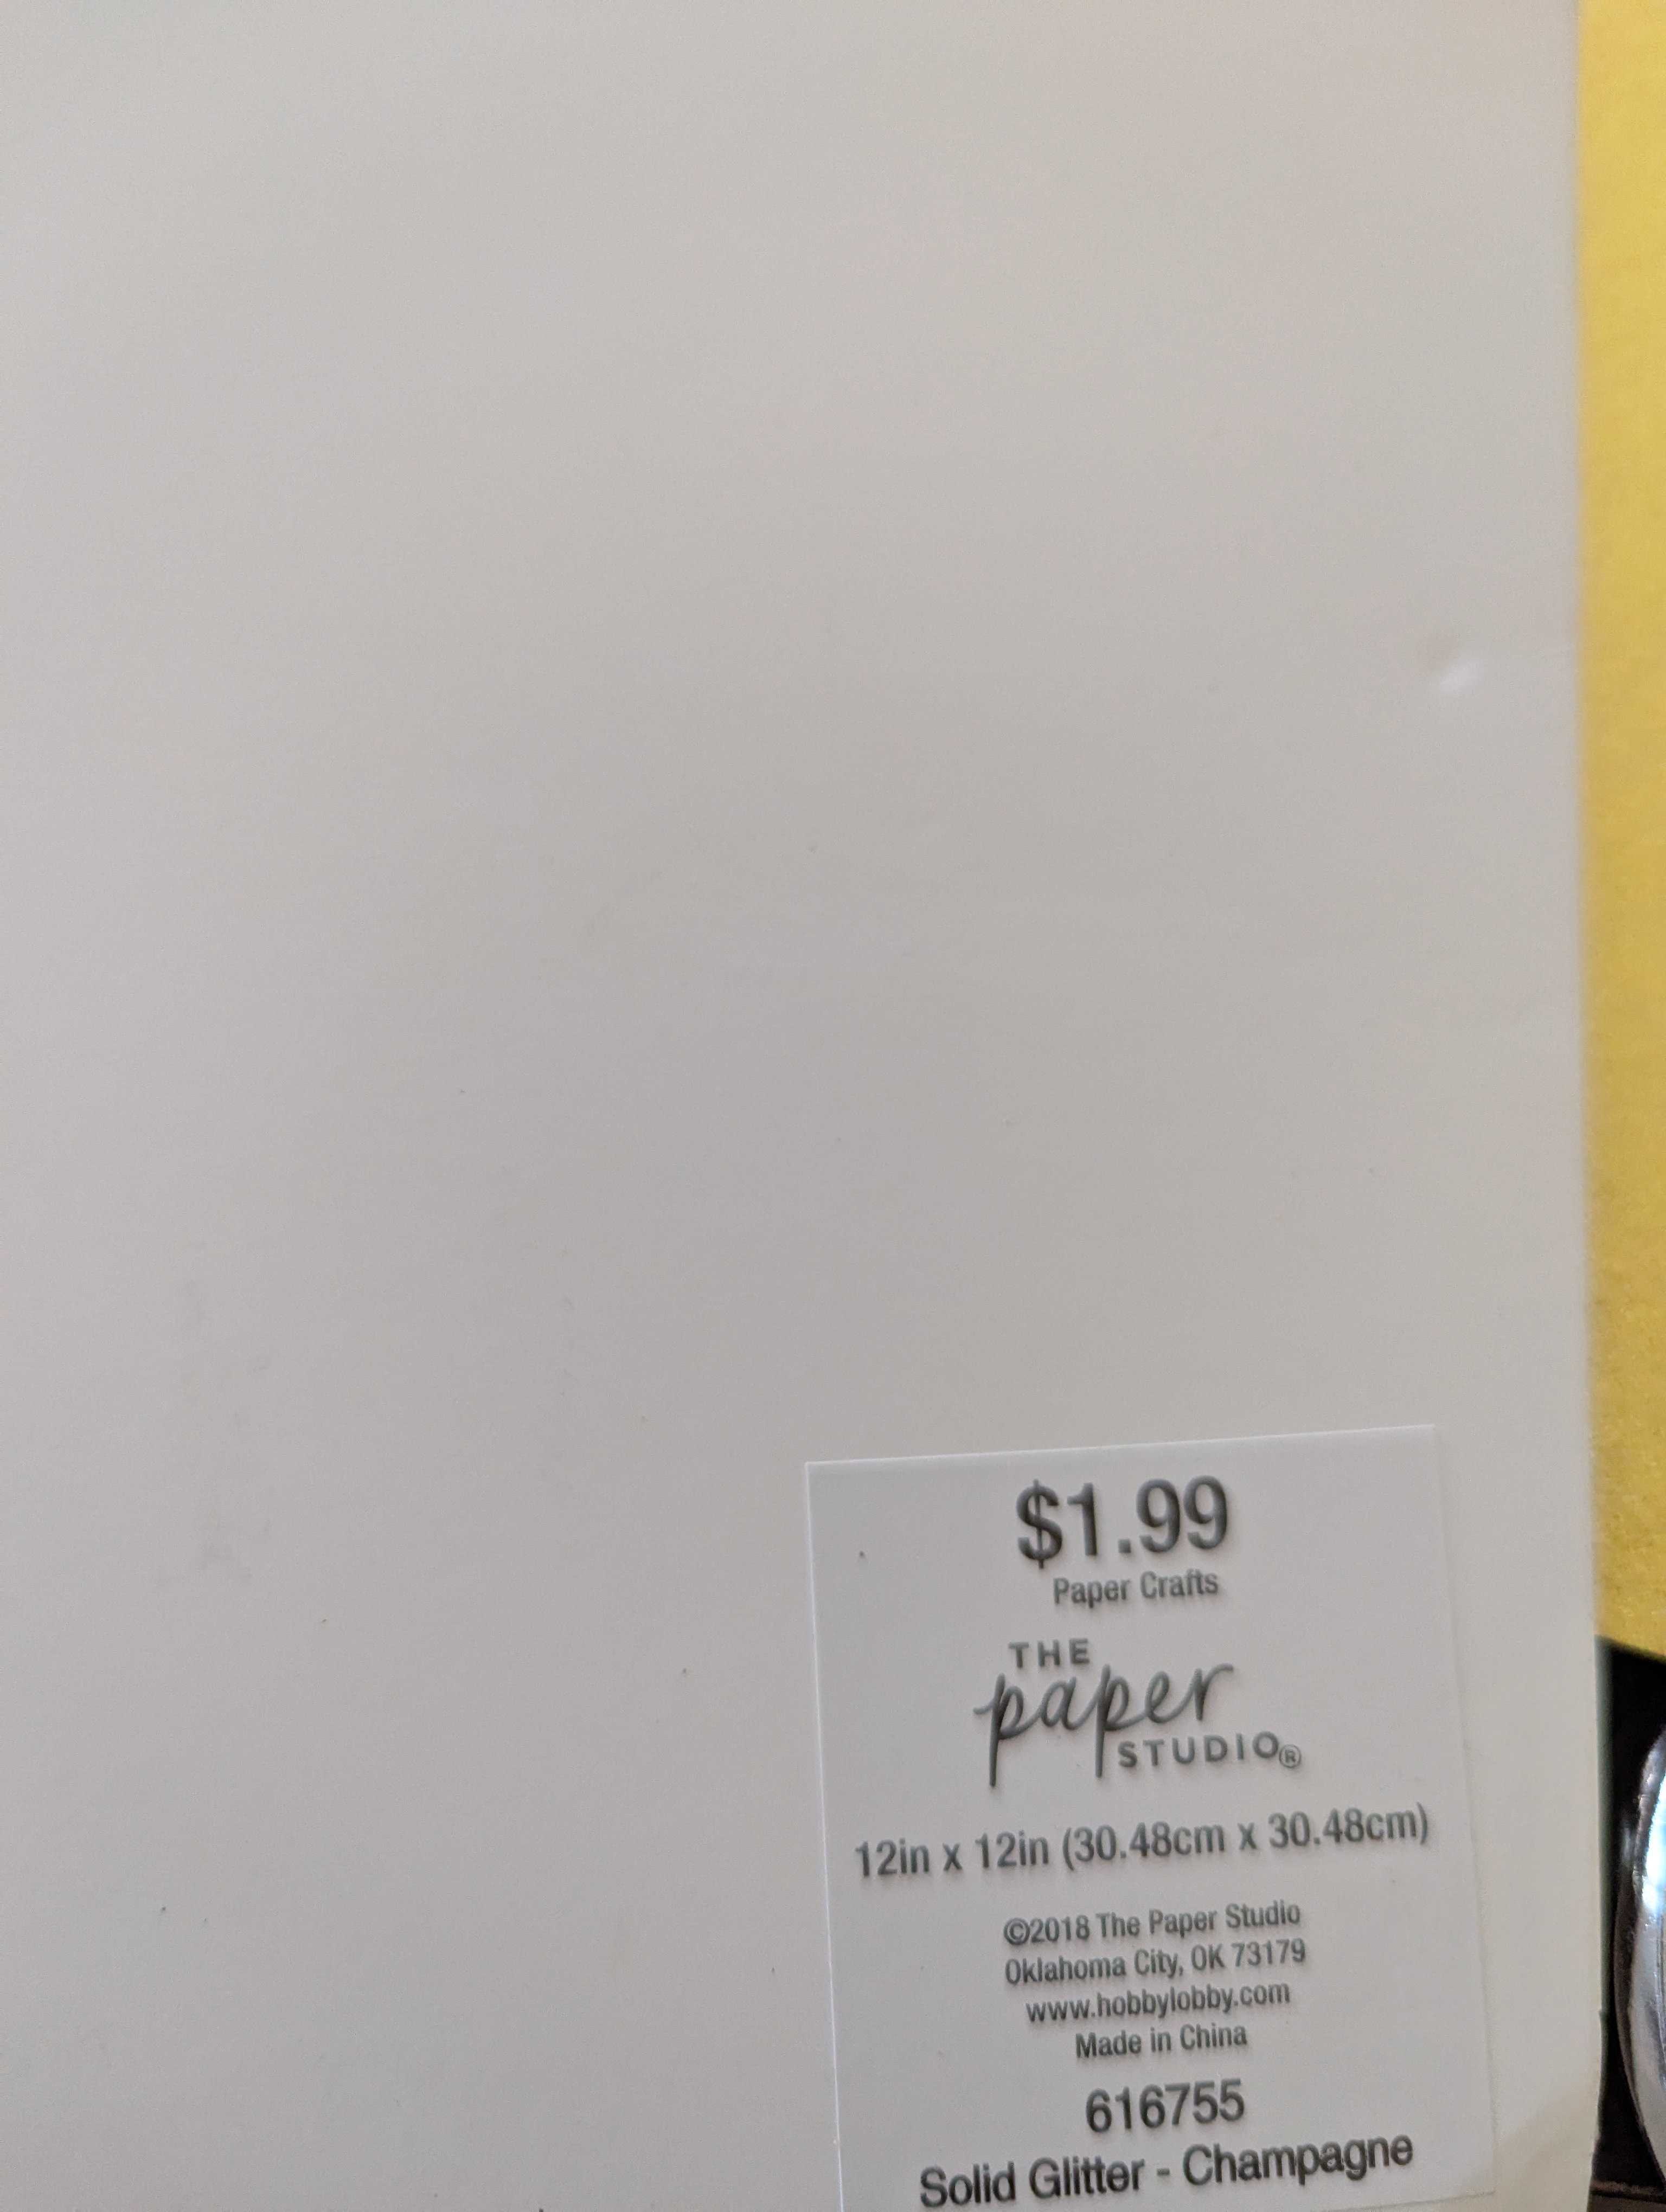 $1.99
Paper Crafts
THE
paper
STUDIO®
12in x 12in (30.48cm x 30.48cm)
©2018 The Paper Studio
Oklahoma City, OK 73179
www.hobbylobby.com
Made in China
616755
Solid Glitter - Champagne